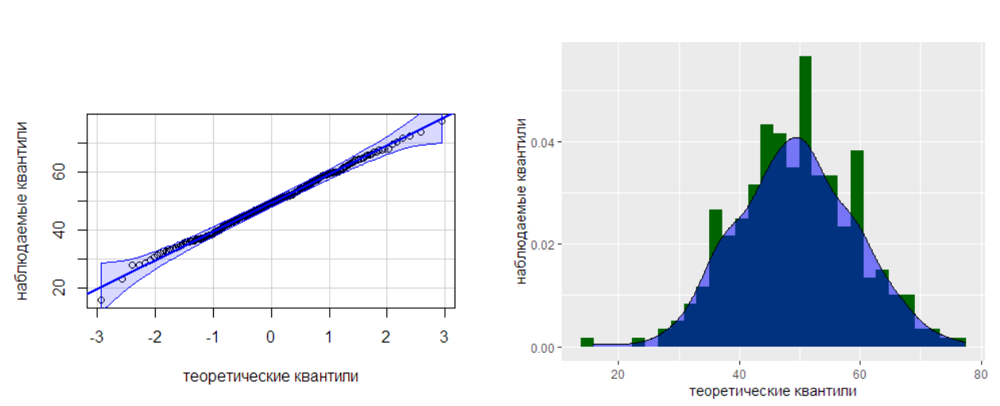 наблюдаемые квантили
60
40
20
-3 -2 -1 0 1 2 3
теоретические квантили
наблюдаемые квантили
0.04
0.02
0.00
20 40 60 80
теоретические квантили